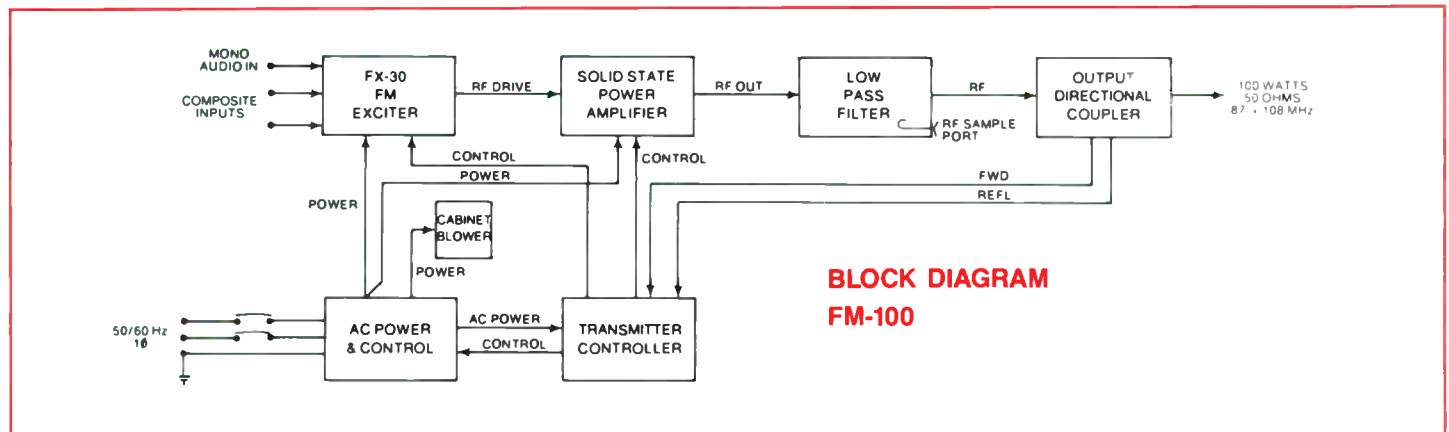 MONO
AUDIO IN
COMPOSITE
INPUTS
FX-30
FM
EXCITER
RF DRIVE
SOLID STATE
POWER
AMPLIFIER
RF OUT
LOW
PASS
FILTER
RF SAMPLE
PORT
RF
OUTPUT
DIRECTIONAL
COUPLER
100 WATTS
50 OHMS
87 - 108 MHz
CONTROL
POWER
CONTROL
FWD
REFL
POWER
CABINET
BLOWER
POWER
BLOCK DIAGRAM
FM-100
50/60 Hz
1ø
AC POWER
& CONTROL
AC POWER
CONTROL
TRANSMITTER
CONTROLLER